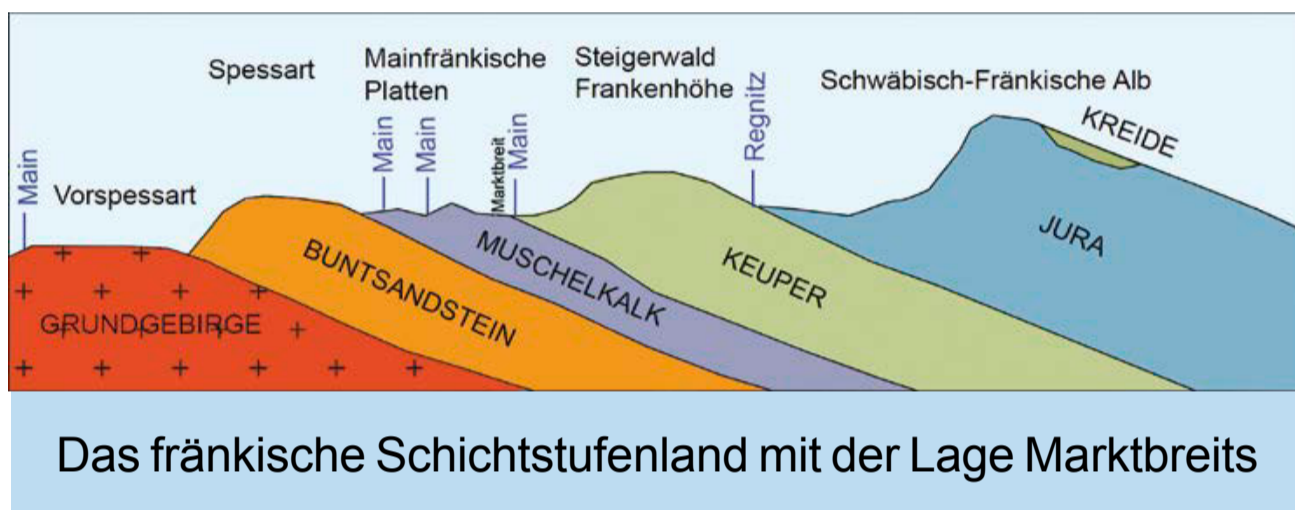 Spessart
Mainfränkische
Platten
Steigerwald
Frankenhöhe
Schwäbisch-Fränkische Alb
Main
Vorspessart
Main
Main
Marktbreit
Main
Regnitz
KREIDE
GRUNDGEBIRGE
BUNTSANDSTEIN
MUSCHELKALK
KEUPER
JURA
Das fränkische Schichtstufenland mit der Lage Marktbreits